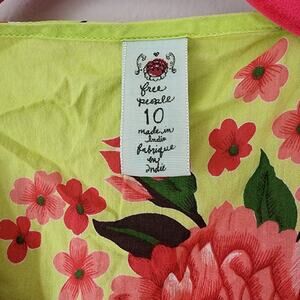 free
people
10
made in
India
fabriqué
en
Inde